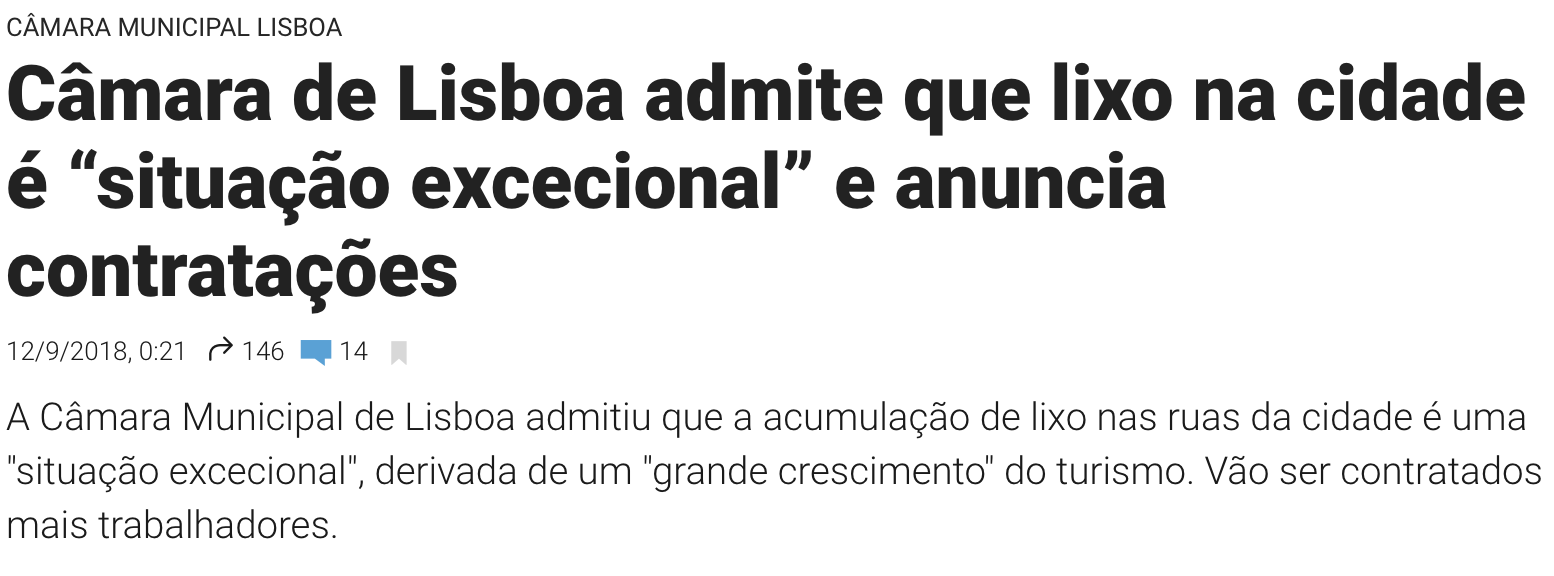 CÂMARA MUNICIPAL LISBOA
Câmara de Lisboa admite que lixo na cidade
é “situação excecional” e anuncia
contratações
12/9/2018, 0:21 146 14
A Câmara Municipal de Lisboa admitiu que a acumulação de lixo nas ruas da cidade é uma
"situação excecional", derivada de um "grande crescimento" do turismo. Vão ser contratados
mais trabalhadores.